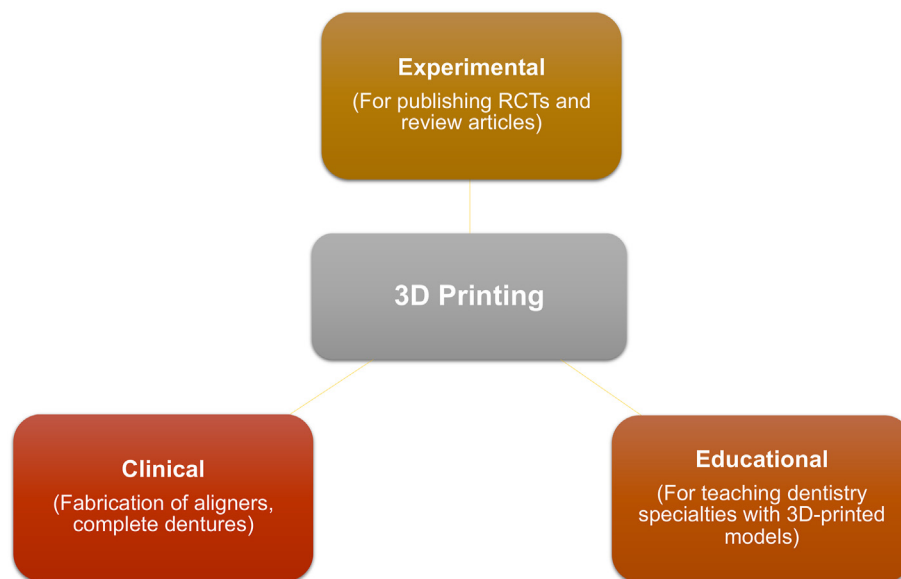 Experimental
(For publishing RCTs and
review articles)
3D Printing
Clinical
(Fabrication of aligners,
complete dentures)
Educational
(For teaching dentistry
specialties with 3D-printed
models)